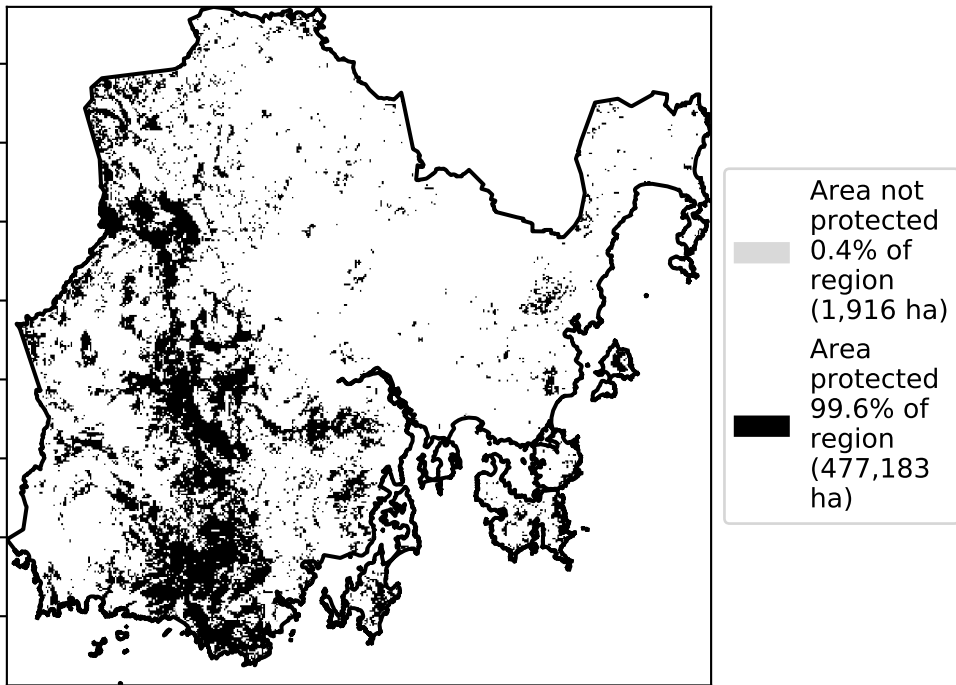 Area not
protected
0.4% of
region
(1,916 ha)
Area
protected
99.6% of
region
(477,183
ha)